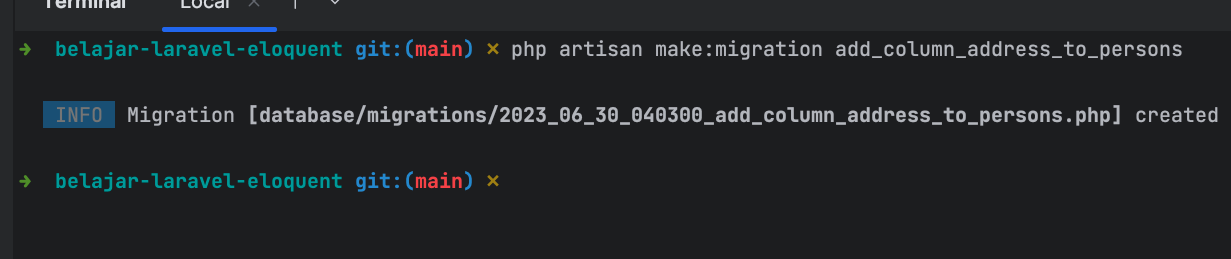 Terminal Local ×
→ belajar-laravel-eloquent git:(main) × php artisan make:migration add_column_address_to_persons
INFO Migration [database/migrations/2023_06_30_040300_add_column_address_to_persons.php] created
→ belajar-laravel-eloquent git:(main) ×